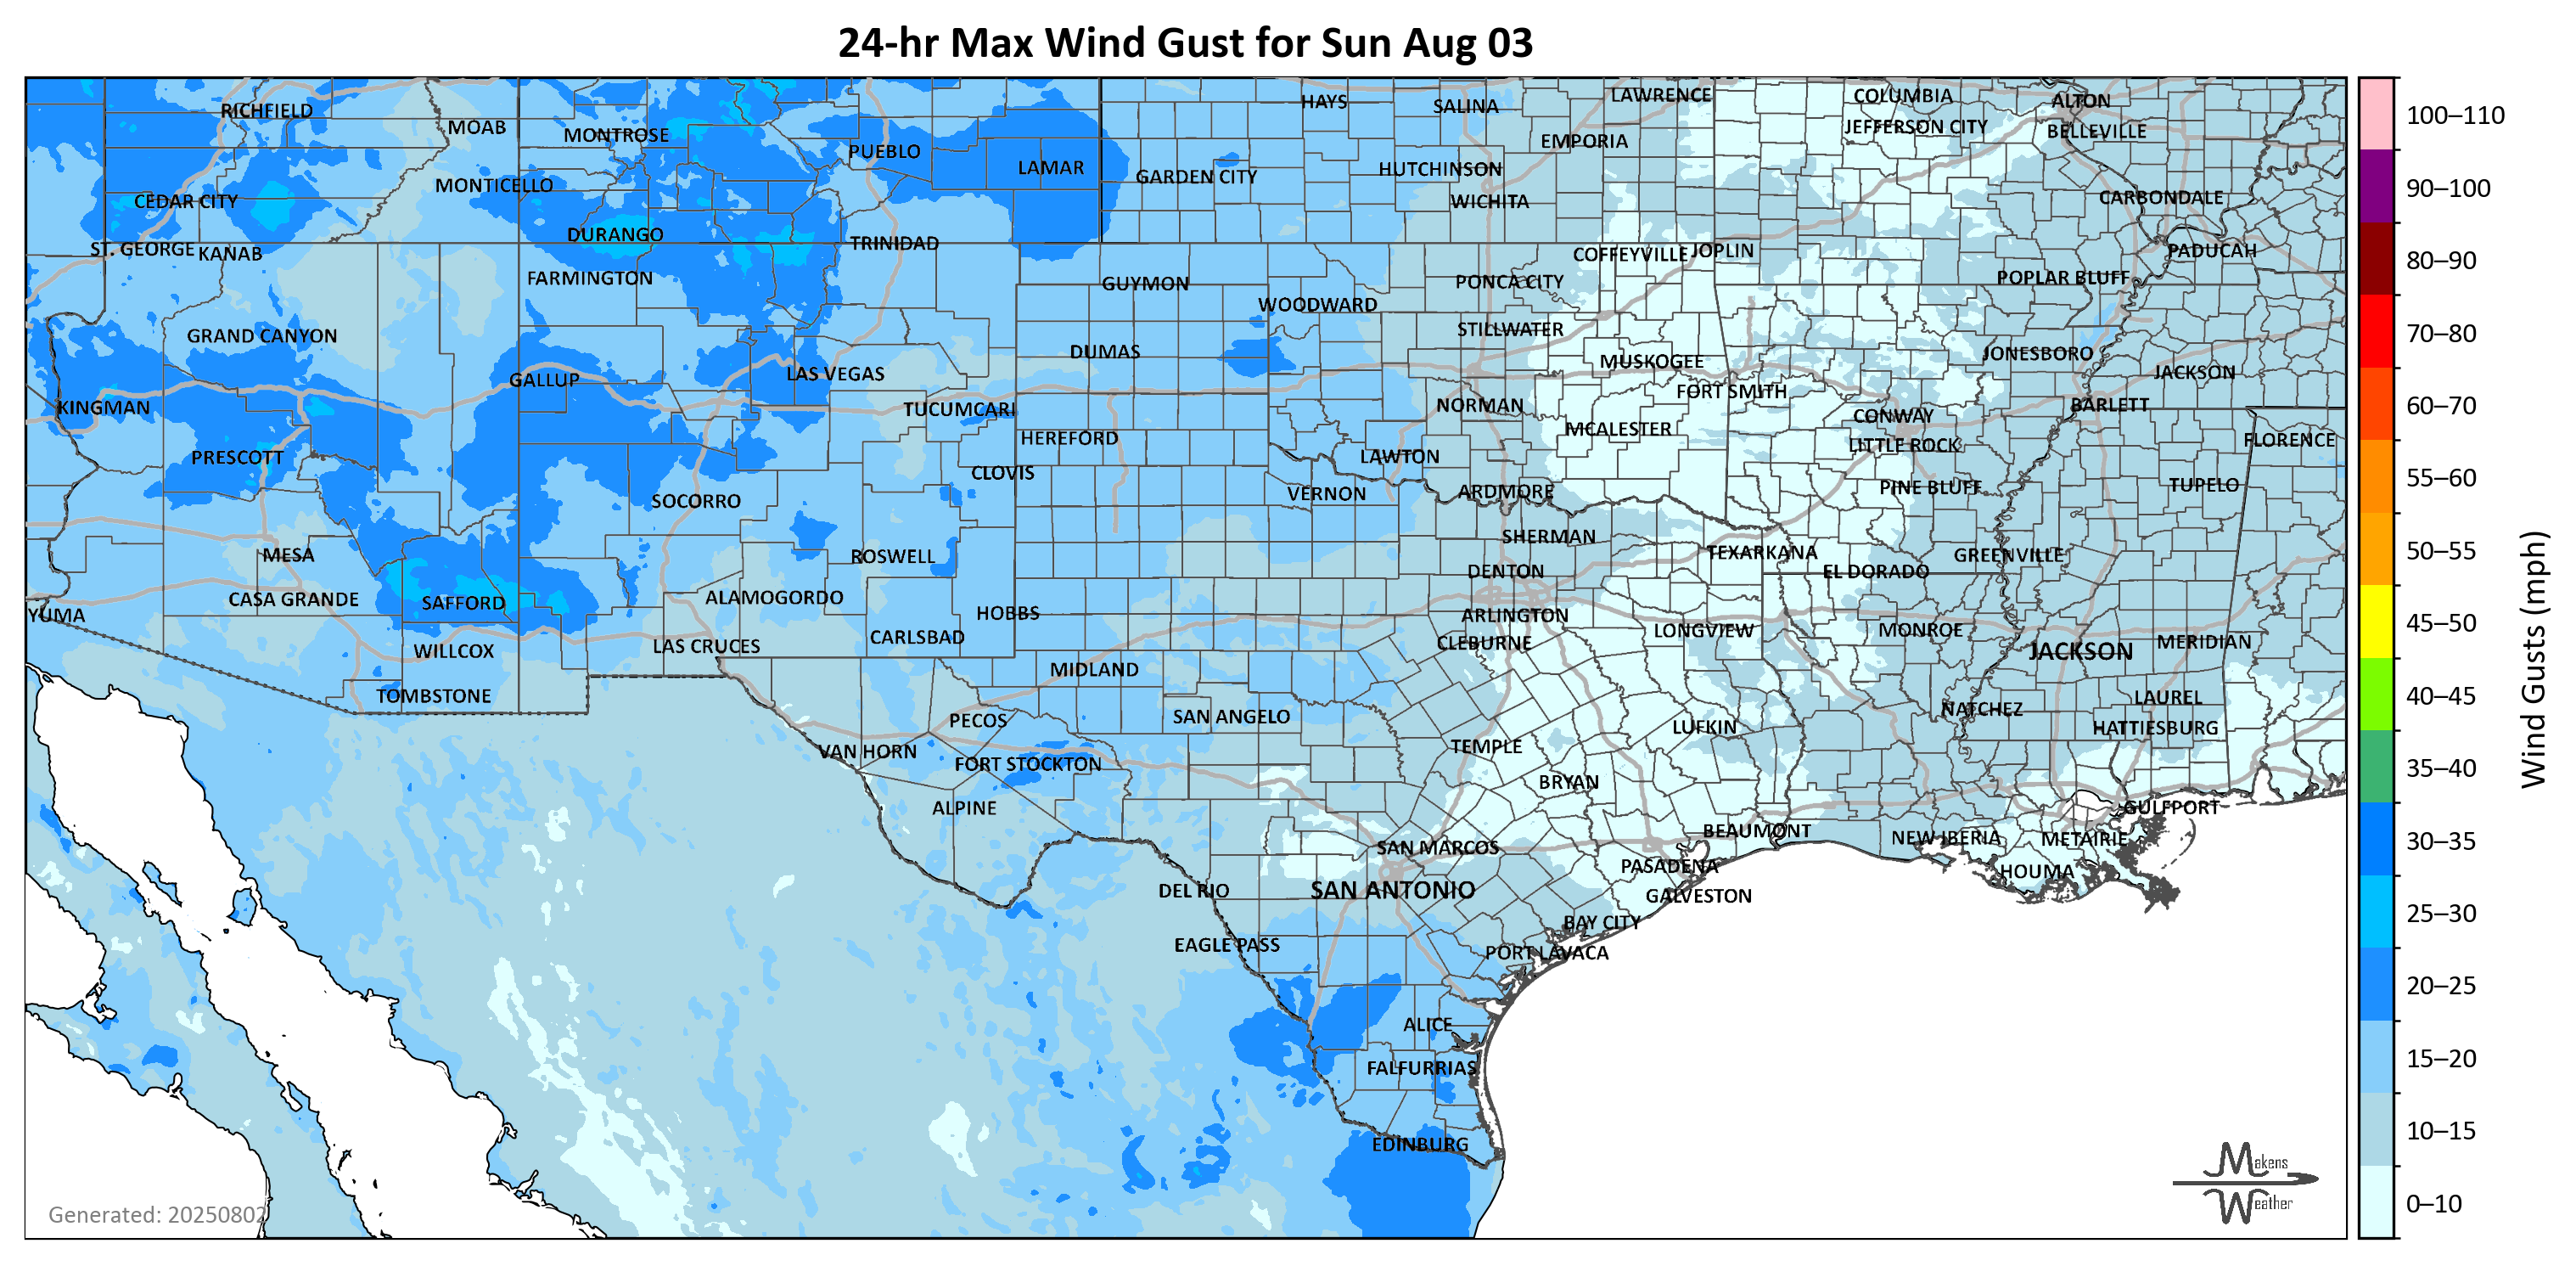 24-hr Max Wind Gust for Sun Aug 03
RICHFIELD
MOAB
MONTROSE
PUEBLO
LAMAR
GARDEN CITY
HAYS
SALINA
LAWRENCE
EMPORIA
HUTCHINSON
WICHITA
COLUMBIA
JEFFERSON CITY
ALTON
BELLEVILLE
CARBONDALE
PADUCAH
MONTICELLO
CEDAR CITY
DURANGO
ST. GEORGE
KANAB
TRINIDAD
COFFEYVILLE
JOPLIN
FARMINGTON
GUYMON
PONCA CITY
POPLAR BLUFF
WOODWARD
GRAND CANYON
STILLWATER
DUMAS
MUSKOGEE
JONESBORO
JACKSON
GALLUP
LAS VEGAS
FORT SMITH
KINGMAN
TUCUMCARI
NORMAN
CONWAY
BARLETT
HEREFORD
MCALESTER
LITTLE ROCK
FLORENCE
PRESCOTT
CLOVIS
LAWTON
SOCORRO
VERNON
ARDMORE
PINE BLUFF
TUPELO
MESA
ROSWELL
SHERMAN
TEXARKANA
GREENVILLE
DENTON
EL DORADO
CASA GRANDE
SAFFORD
ALAMOGORDO
YUMA
HOBBS
ARLINGTON
CARLSBAD
CLEBURNE
LONGVIEW
MONROE
JACKSON
MERIDIAN
WILLCOX
LAS CRUCES
MIDLAND
TOMBSTONE
PECOS
SAN ANGELO
LUFKIN
NATCHEZ
LAUREL
HATTIESBURG
VAN HORN
FORT STOCKTON
TEMPLE
BRYAN
ALPINE
GULFPORT
BEAUMONT
NEW IBERIA
METAIRIE
SAN MARCOS
PASADENA
HOUMA
DEL RIO
SAN ANTONIO
GALVESTON
BAY CITY
EAGLE PASS
PORT LAVACA
ALICE
FALFURRIAS
EDINBURG
Generated: 20250802
Makens
Weather
100–110
90–100
80–90
70–80
60–70
55–60
50–55
45–50
40–45
35–40
30–35
25–30
20–25
15–20
10–15
0–10
Wind Gusts (mph)